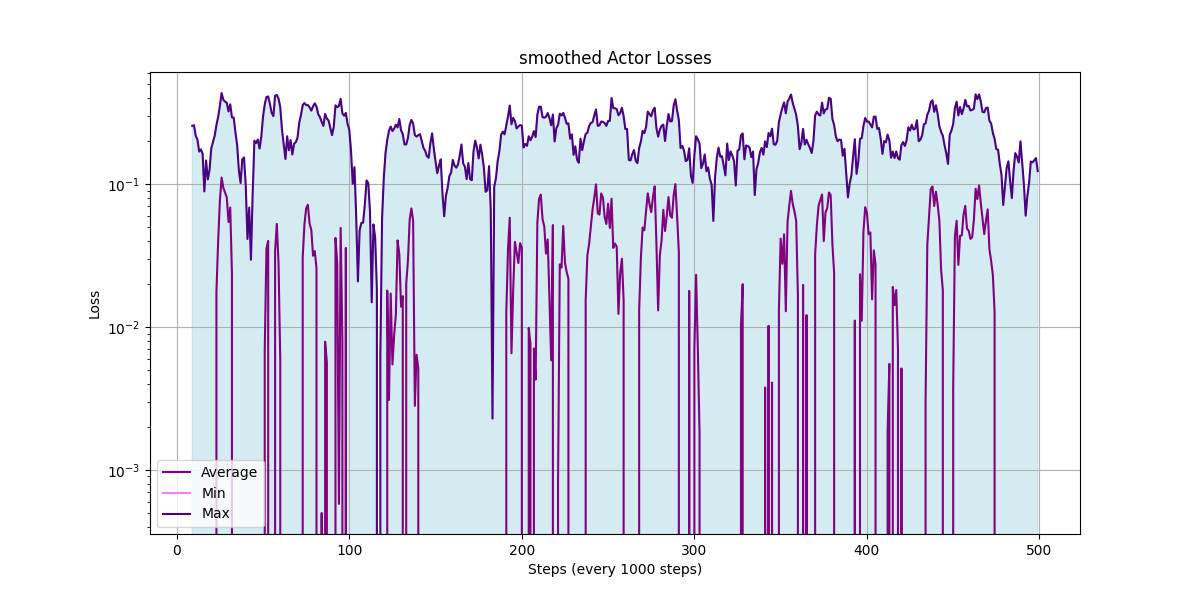 smoothed Actor Losses
Loss
10⁻¹
10⁻²
10⁻³
Average
Min
Max
0 100 200 300 400 500
Steps (every 1000 steps)